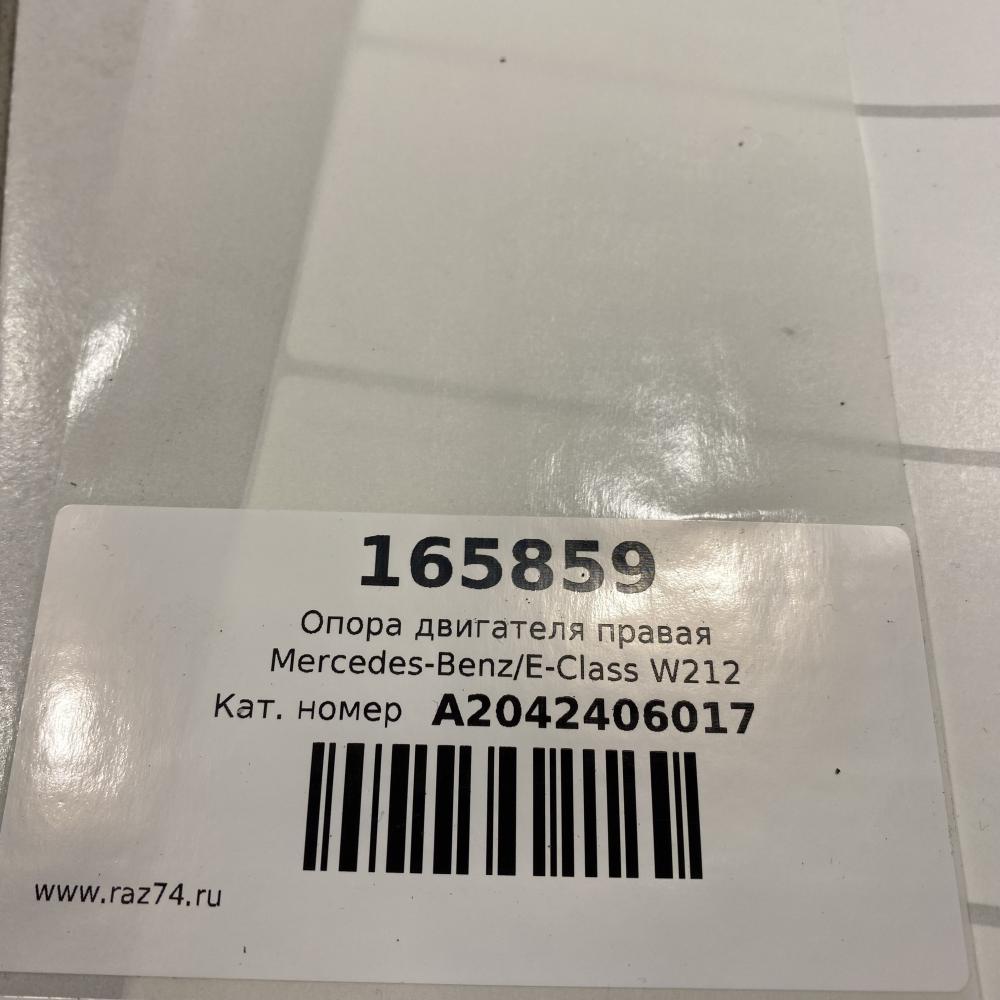 165859
Опора двигателя правая
Mercedes-Benz/E-Class W212
Кат. номер A2042406017
www.raz74.ru